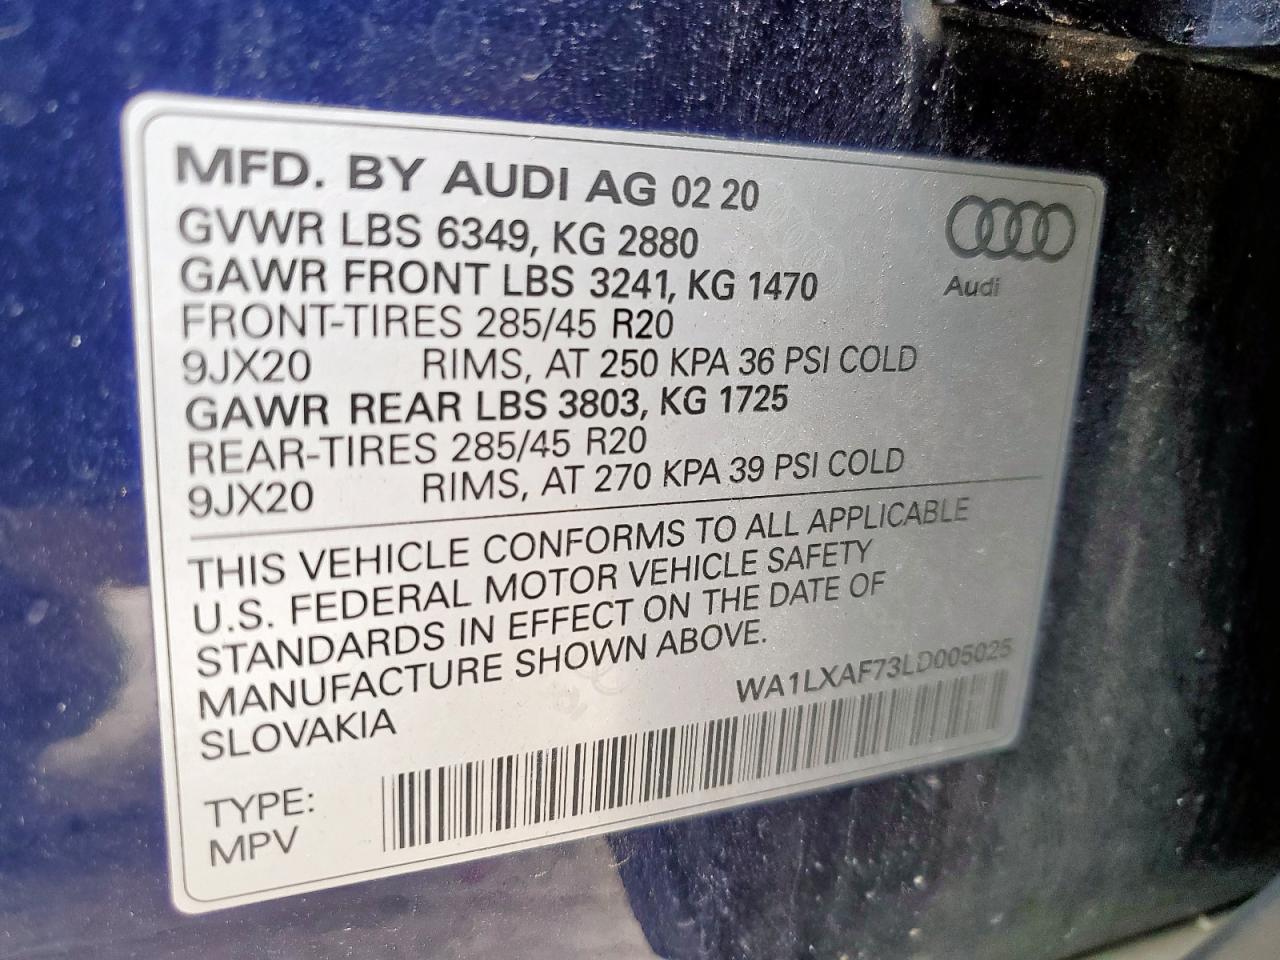 MFD. BY AUDI AG 02 20
GVWR LBS 6349, KG 2880
GAWR FRONT LBS 3241, KG 1470
FRONT-TIRES 285/45 R20
9JX20 RIMS, AT 250 KPA 36 PSI COLD
GAWR REAR LBS 3803, KG 1725
REAR-TIRES 285/45 R20
9JX20 RIMS, AT 270 KPA 39 PSI COLD
Audi
THIS VEHICLE CONFORMS TO ALL APPLICABLE
U.S. FEDERAL MOTOR VEHICLE SAFETY
STANDARDS IN EFFECT ON THE DATE OF
MANUFACTURE SHOWN ABOVE.
SLOVAKIA
WA1LXAF73LD005025
TYPE:
MPV